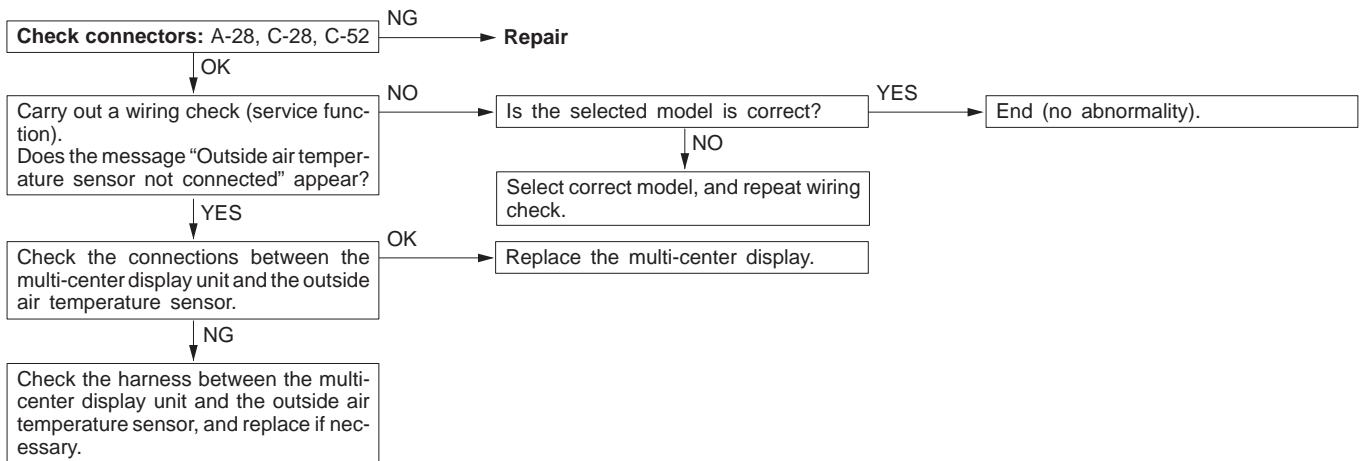 Check connectors: A-28, C-28, C-52
NG
Repair
OK
Carry out a wiring check (service func-
tion).
Does the message “Outside air temper-
ature sensor not connected” appear?
NO
Is the selected model is correct?
YES
End (no abnormality).
NO
Select correct model, and repeat wiring
check.
YES
Check the connections between the
multi-center display unit and the outside
air temperature sensor.
OK
Replace the multi-center display.
NG
Check the harness between the multi-
center display unit and the outside air
temperature sensor, and replace if nec-
essary.